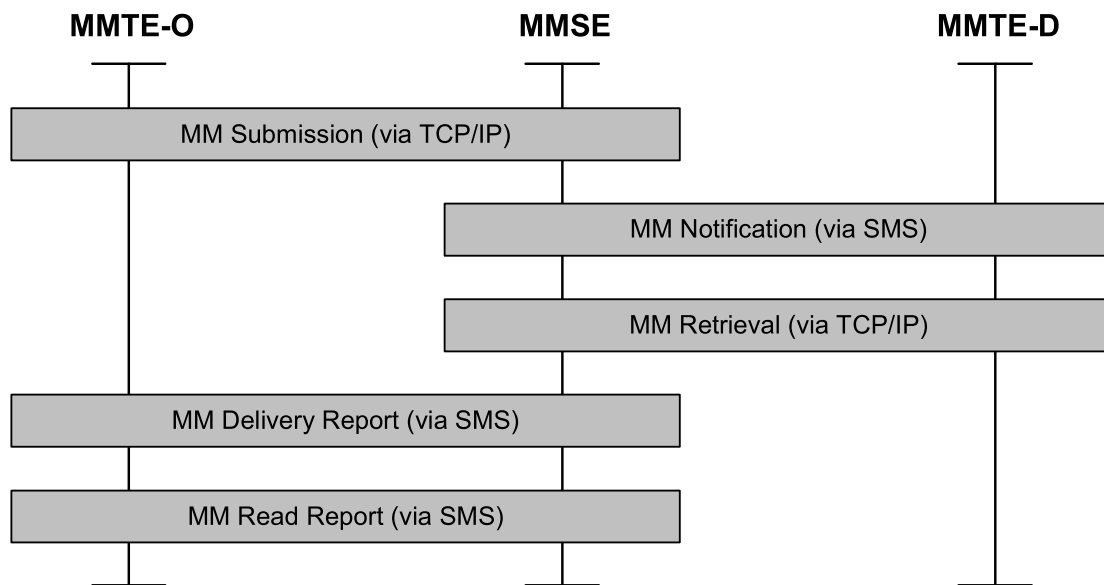 MMTE-O MMSE MMTE-D
MM Submission (via TCP/IP)
MM Notification (via SMS)
MM Retrieval (via TCP/IP)
MM Delivery Report (via SMS)
MM Read Report (via SMS)